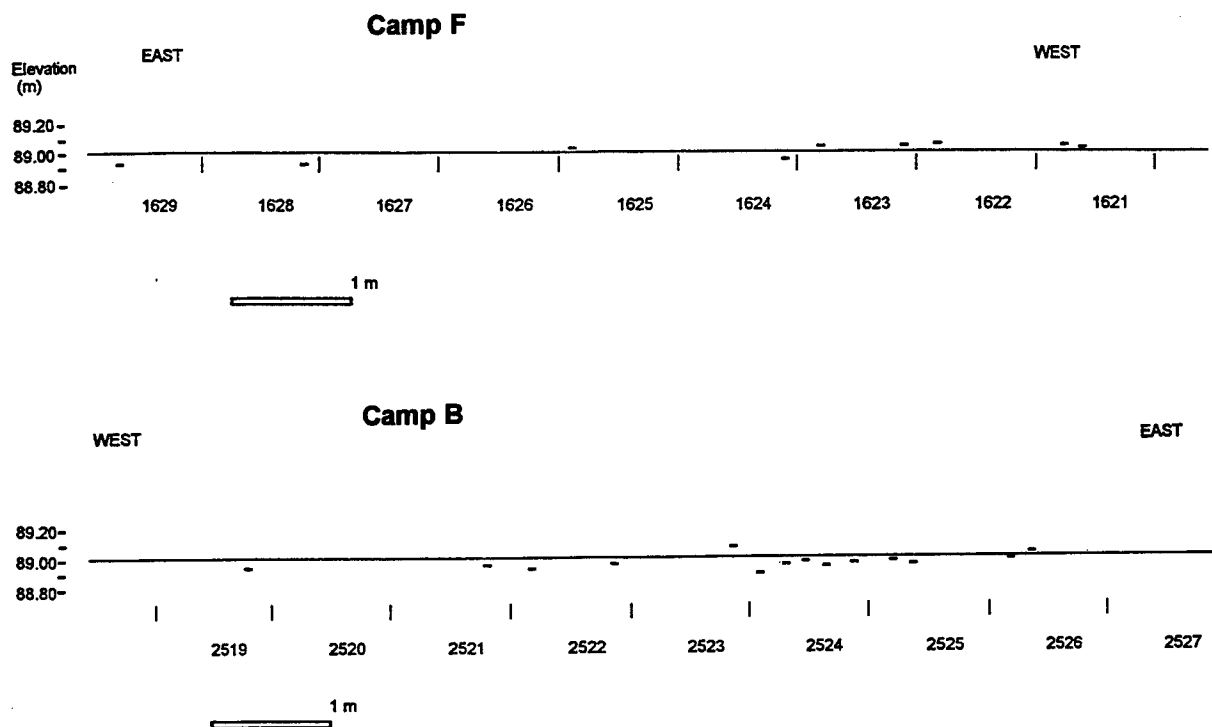 Camp F
EAST
WEST
Elevation
(m)
89.20
89.00
88.80
1629 1628 1627 1626 1625 1624 1623 1622 1621
1 m
Camp B
WEST
EAST
89.20
89.00
88.80
2519 2520 2521 2522 2523 2524 2525 2526 2527
1 m